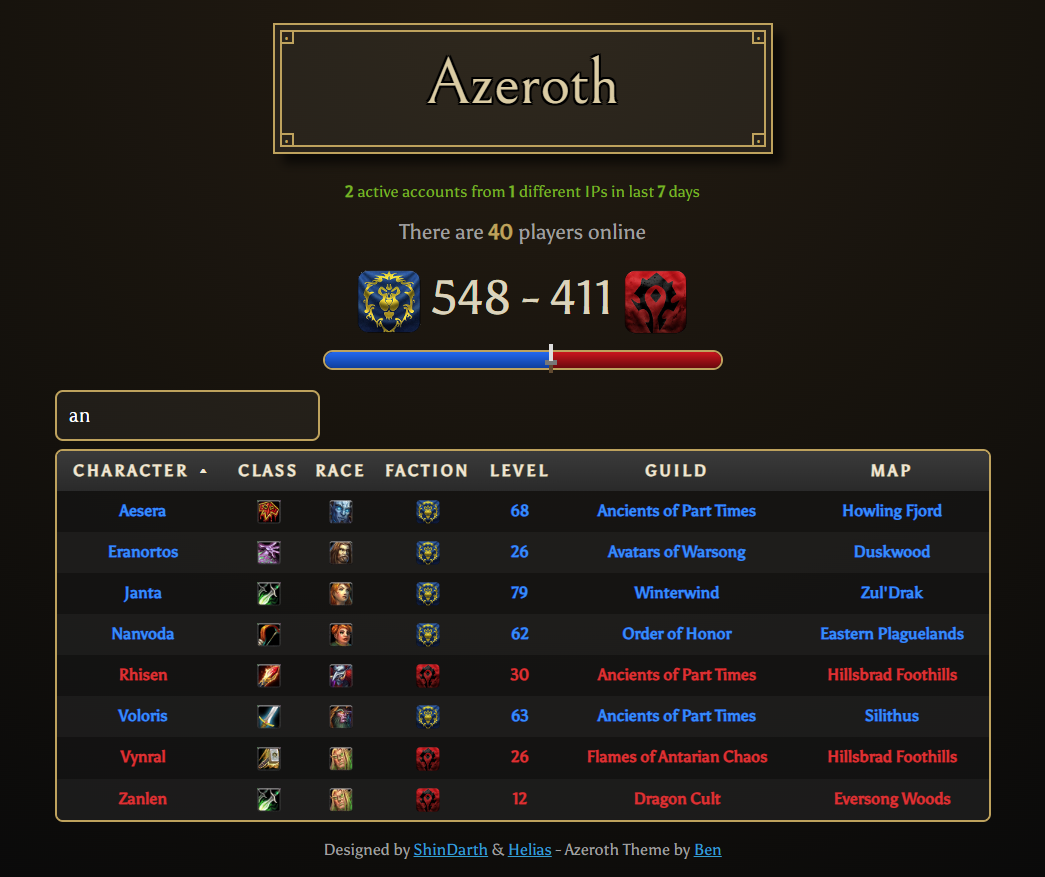 Azeroth
2 active accounts from 1 different IPs in last 7 days
There are 40 players online
548 - 411
an
CHARACTER CLASS RACE FACTION LEVEL GUILD MAP
Aesera 68 Ancients of Part Times Howling Fjord
Eranortos 26 Avatars of Warsong Duskwood
Janta 79 Winterwind Zul'Drak
Nanvoda 62 Order of Honor Eastern Plaguelands
Rhisen 30 Ancients of Part Times Hillsbrad Foothills
Voloris 63 Ancients of Part Times Silithus
Vynral 26 Flames of Antarian Chaos Hillsbrad Foothills
Zanlen 12 Dragon Cult Eversong Woods
Designed by ShinDarth & Helias - Azeroth Theme by Ben